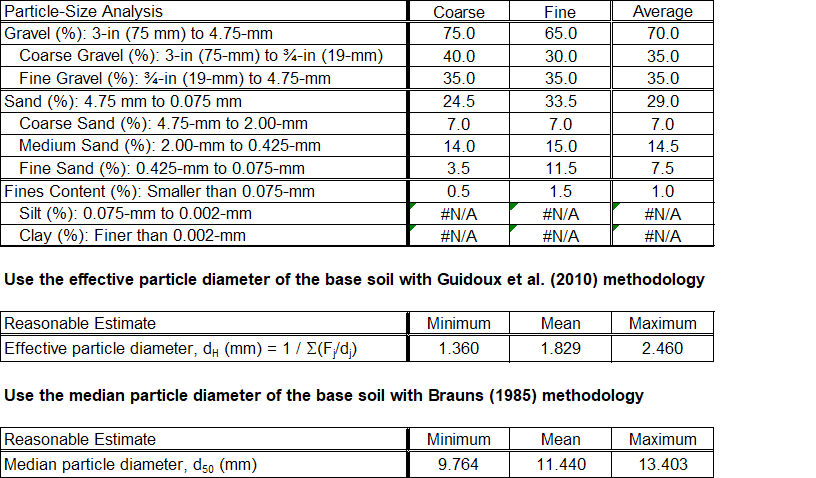 Particle-Size Analysis Coarse Fine Average
Gravel (%): 3-in (75 mm) to 4.75-mm 75.0 65.0 70.0
Coarse Gravel (%): 3-in (75-mm) to ¾-in (19-mm) 40.0 30.0 35.0
Fine Gravel (%): ¾-in (19-mm) to 4.75-mm 35.0 35.0 35.0
Sand (%): 4.75 mm to 0.075 mm 24.5 33.5 29.0
Coarse Sand (%): 4.75-mm to 2.00-mm 7.0 7.0 7.0
Medium Sand (%): 2.00-mm to 0.425-mm 14.0 15.0 14.5
Fine Sand (%): 0.425-mm to 0.075-mm 3.5 11.5 7.5
Fines Content (%): Smaller than 0.075-mm 0.5 1.5 1.0
Silt (%): 0.075-mm to 0.002-mm #N/A #N/A #N/A
Clay (%): Finer than 0.002-mm #N/A #N/A #N/A
Use the effective particle diameter of the base soil with Guidoux et al. (2010) methodology
Reasonable Estimate Minimum Mean Maximum
Effective particle diameter, dH (mm) = 1 / Σ(Fj/dj) 1.360 1.829 2.460
Use the median particle diameter of the base soil with Brauns (1985) methodology
Reasonable Estimate Minimum Mean Maximum
Median particle diameter, d50 (mm) 9.764 11.440 13.403